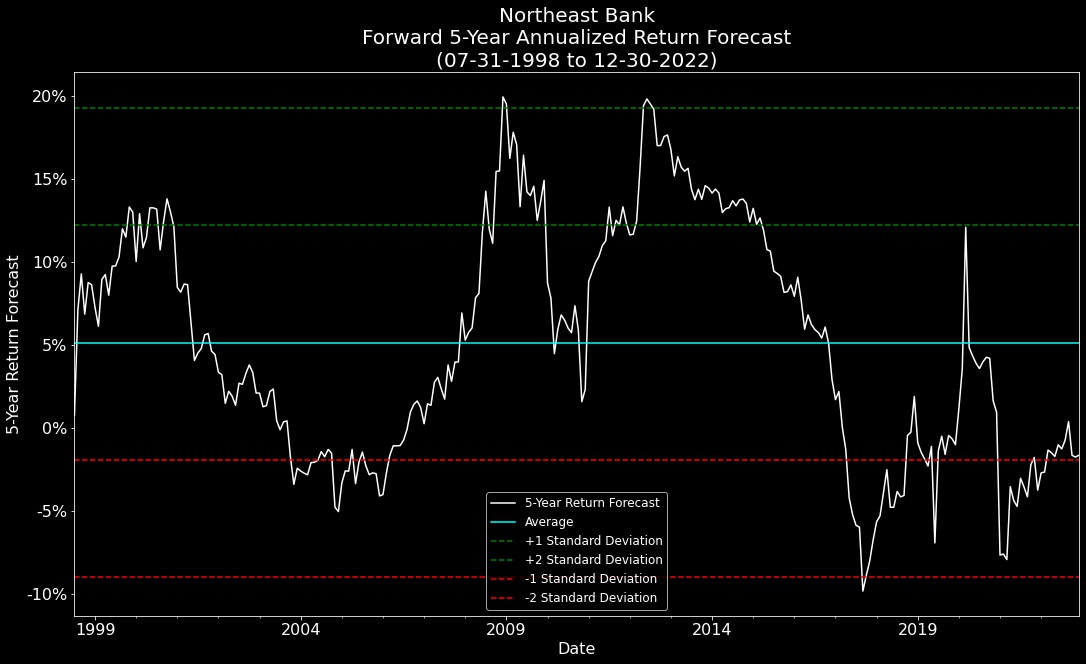 Northeast Bank
Forward 5-Year Annualized Return Forecast
(07-31-1998 to 12-30-2022)
5-Year Return Forecast
20%
15%
10%
5%
0%
-5%
-10%
5-Year Return Forecast
Average
+1 Standard Deviation
+2 Standard Deviation
-1 Standard Deviation
-2 Standard Deviation
1999 2004 2009 2014 2019
Date